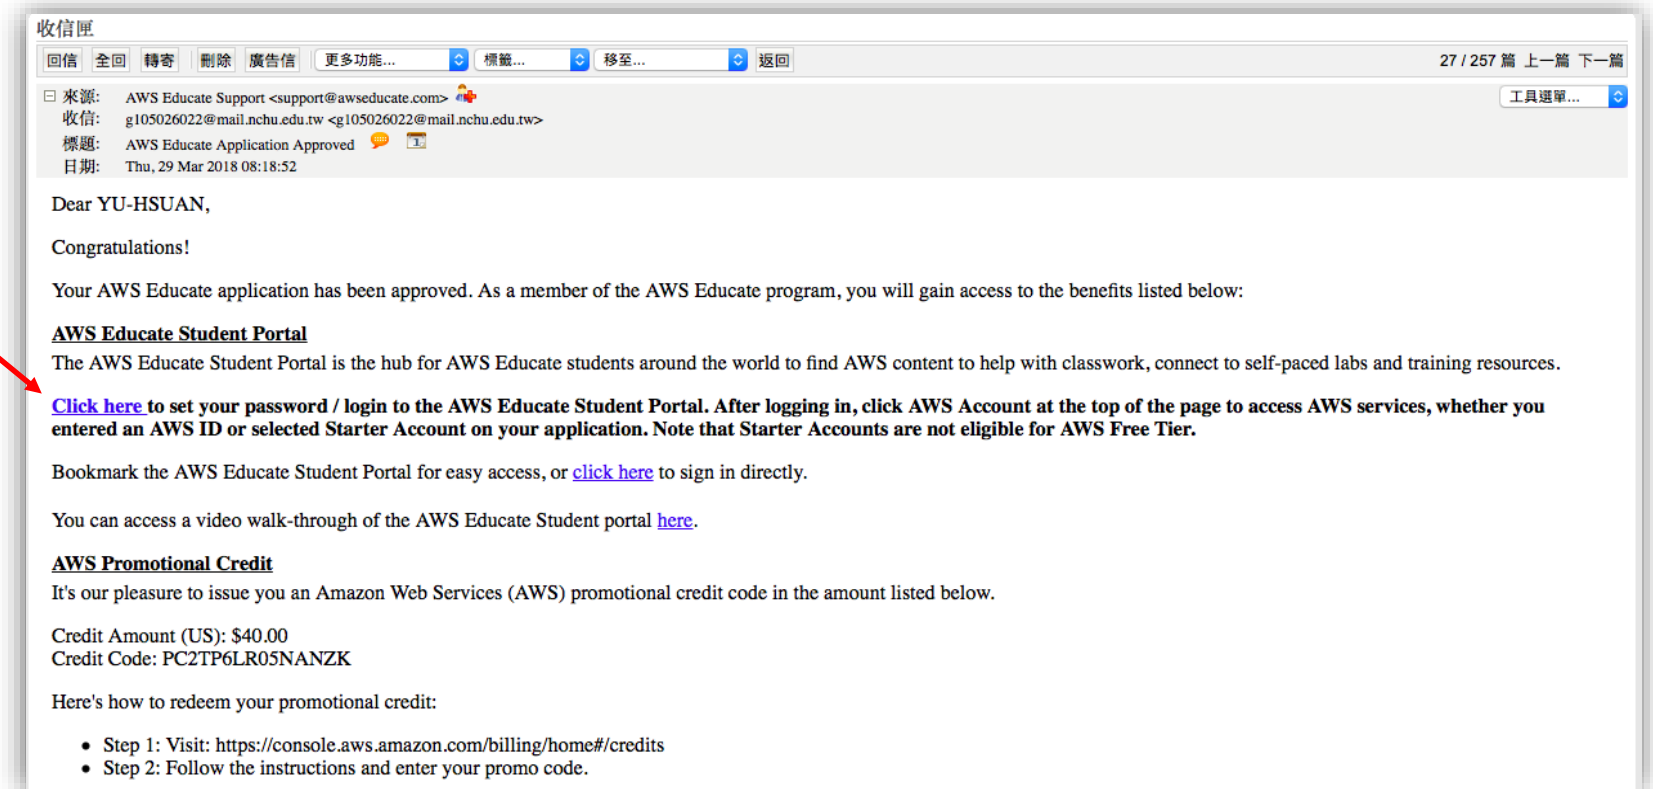 收信匣
回信 全回 轉寄 刪除 廣告信 更多功能... 標籤... 移至... 返回 27 / 257 篇 上一篇 下一篇
來源: AWS Educate Support <support@awseducate.com> 工具選單...
收信: g105026022@mail.nchu.edu.tw <g105026022@mail.nchu.edu.tw>
標題: AWS Educate Application Approved
日期: Thu, 29 Mar 2018 08:18:52
Dear YU-HSUAN,
Congratulations!
Your AWS Educate application has been approved. As a member of the AWS Educate program, you will gain access to the benefits listed below:
AWS Educate Student Portal
The AWS Educate Student Portal is the hub for AWS Educate students around the world to find AWS content to help with classwork, connect to self-paced labs and training resources.
Click here to set your password / login to the AWS Educate Student Portal. After logging in, click AWS Account at the top of the page to access AWS services, whether you
entered an AWS ID or selected Starter Account on your application. Note that Starter Accounts are not eligible for AWS Free Tier.
Bookmark the AWS Educate Student Portal for easy access, or click here to sign in directly.
You can access a video walk-through of the AWS Educate Student portal here.
AWS Promotional Credit
It's our pleasure to issue you an Amazon Web Services (AWS) promotional credit code in the amount listed below.
Credit Amount (US): $40.00
Credit Code: PC2TP6LR05NANZK
Here's how to redeem your promotional credit:
• Step 1: Visit: https://console.aws.amazon.com/billing/home#/credits
• Step 2: Follow the instructions and enter your promo code.